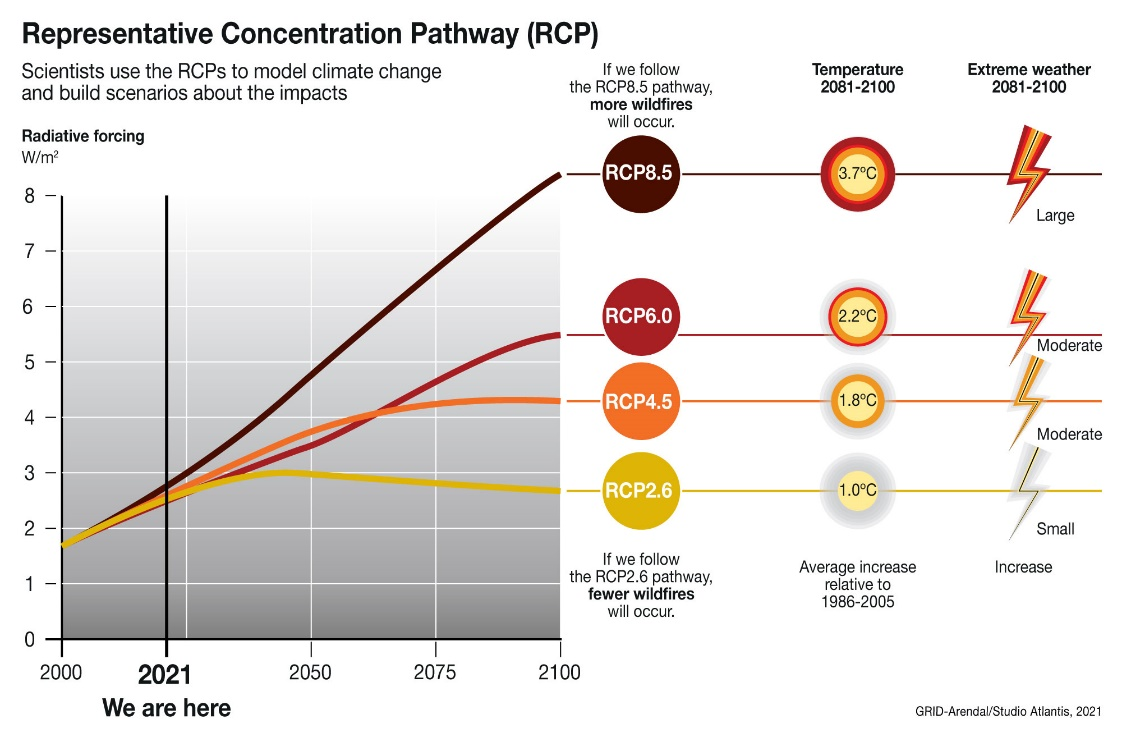 Representative Concentration Pathway (RCP)
Scientists use the RCPs to model climate change
and build scenarios about the impacts
Radiative forcing
W/m²
8
7
6
5
4
3
2
1
0
2000
2021
2050
2075
2100
We are here
If we follow
the RCP8.5 pathway,
more wildfires
will occur.
Temperature
2081-2100
Extreme weather
2081-2100
RCP8.5
3.7ºC
Large
RCP6.0
2.2ºC
Moderate
RCP4.5
1.8ºC
Moderate
RCP2.6
1.0ºC
Small
If we follow
the RCP2.6 pathway,
fewer wildfires
will occur.
Average increase
relative to
1986-2005
Increase
GRID-Arendal/Studio Atlantis, 2021